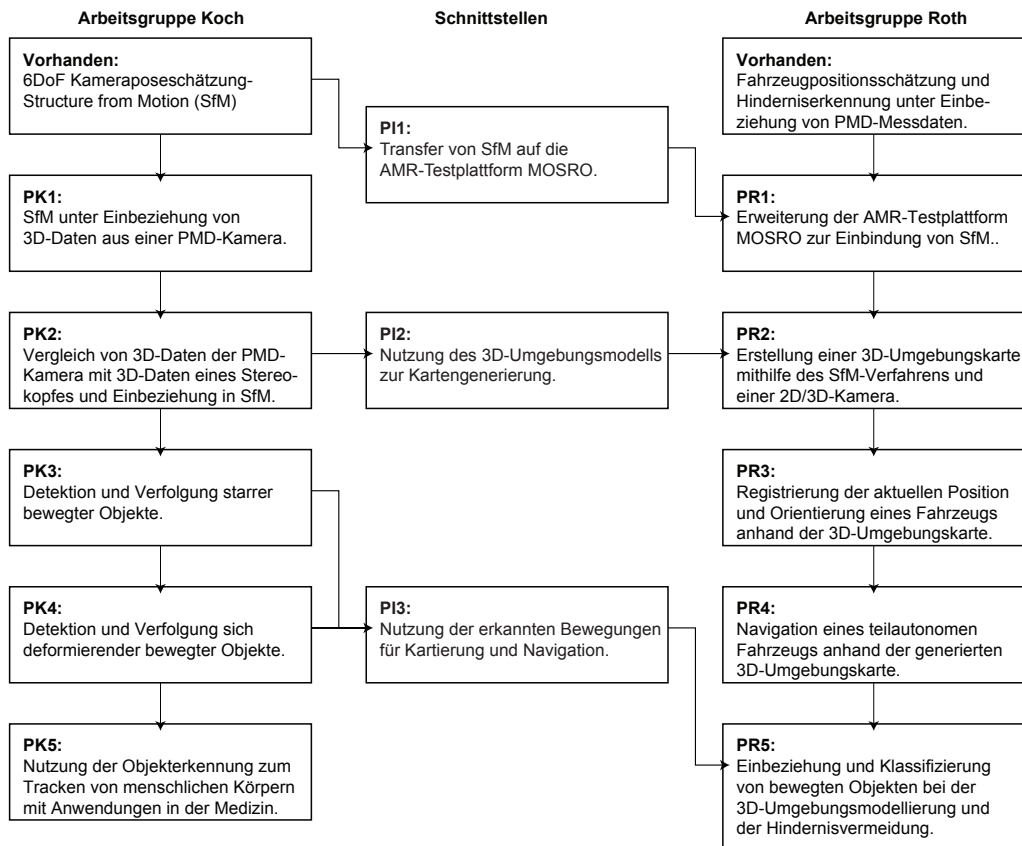 Arbeitsgruppe Koch
Schnittstellen
Arbeitsgruppe Roth
Vorhanden:
6DoF Kameraposeschätzung-
Structure from Motion (SfM)
PK1:
SfM unter Einbeziehung von
3D-Daten aus einer PMD-Kamera.
PK2:
Vergleich von 3D-Daten der PMD-
Kamera mit 3D-Daten eines Stereo-
kopfes und Einbeziehung in SfM.
PK3:
Detektion und Verfolgung starrer
bewegter Objekte.
PK4:
Detektion und Verfolgung sich
deformierender bewegter Objekte.
PK5:
Nutzung der Objekterkennung zum
Tracken von menschlichen Körpern
mit Anwendungen in der Medizin.
PI1:
Transfer von SfM auf die
AMR-Testplattform MOSRO.
PI2:
Nutzung des 3D-Umgebungsmodells
zur Kartengenerierung.
PI3:
Nutzung der erkannten Bewegungen
für Kartierung und Navigation.
Vorhanden:
Fahrzeugpositionsschätzung und
Hinderniserkennung unter Einbe-
ziehung von PMD-Messdaten.
PR1:
Erweiterung der AMR-Testplattform
MOSRO zur Einbindung von SfM..
PR2:
Erstellung einer 3D-Umgebungskarte
mithilfe des SfM-Verfahrens und
einer 2D/3D-Kamera.
PR3:
Registrierung der aktuellen Position
und Orientierung eines Fahrzeugs
anhand der 3D-Umgebungskarte.
PR4:
Navigation eines teilautonomen
Fahrzeugs anhand der generierten
3D-Umgebungskarte.
PR5:
Einbeziehung und Klassifizierung
von bewegten Objekten bei der
3D-Umgebungsmodellierung und
der Hindernisvermeidung.